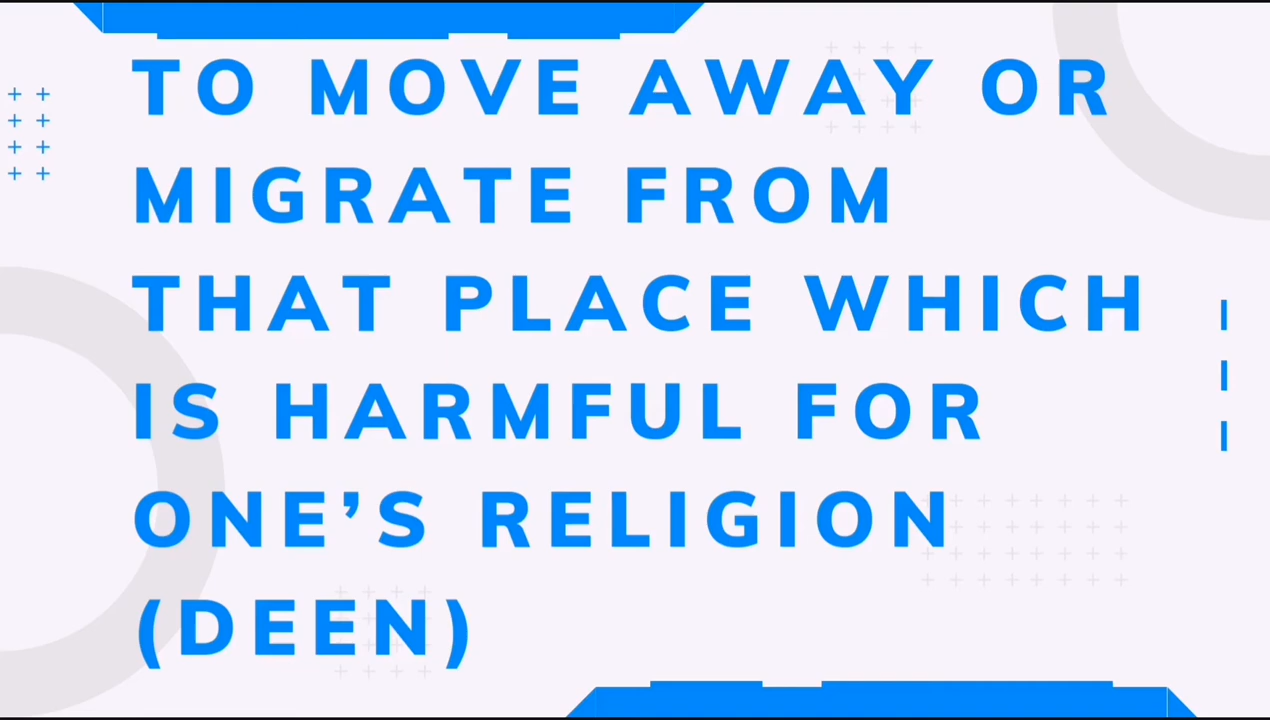 TO MOVE AWAY OR
MIGRATE FROM
THAT PLACE WHICH
IS HARMFUL FOR
ONE’S RELIGION
(DEEN)